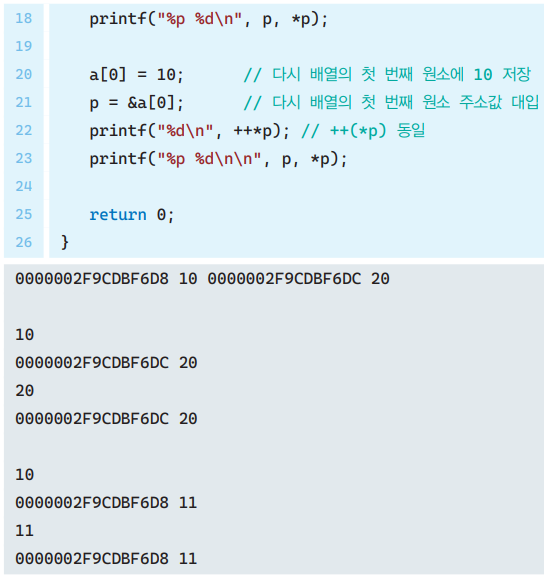 18 printf("%p %d\n", p, *p);
19
20 a[0] = 10; // 다시 배열의 첫 번째 원소에 10 저장
21 p = &a[0]; // 다시 배열의 첫 번째 원소 주소값 대입
22 printf("%d\n", ++*p); // ++(*p) 동일
23 printf("%p %d\n\n", p, *p);
24
25 return 0;
26 }
0000002F9CDBF6D8 10 0000002F9CDBF6DC 20
10
0000002F9CDBF6DC 20
20
0000002F9CDBF6DC 20
10
0000002F9CDBF6D8 11
11
0000002F9CDBF6D8 11